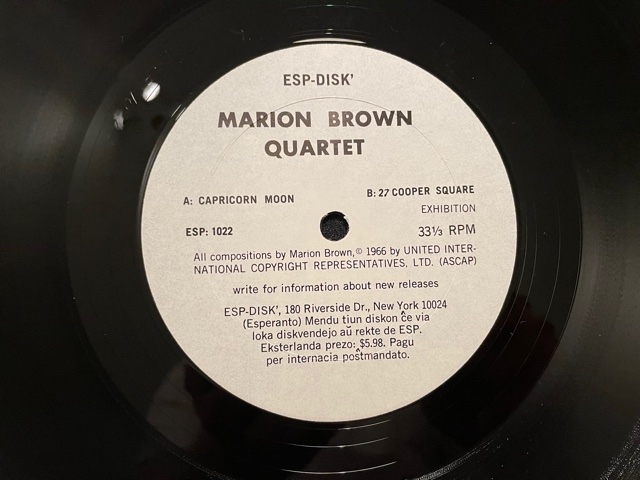 ESP-DISK'
MARION BROWN
QUARTET
A: CAPRICORN MOON
B: 27 COOPER SQUARE
EXHIBITION
ESP: 1022
33⅓ RPM
All compositions by Marion Brown,© 1966 by UNITED INTER-
NATIONAL COPYRIGHT REPRESENTATIVES, LTD. (ASCAP)
write for information about new releases
ESP-DISK', 180 Riverside Dr., New York 10024
(Esperanto) Mendu tiun diskon ĉe via
loka diskvendejo aŭ rekte de ESP.
Eksterlanda prezo: $5.98. Pagu
per internacia poŝtmandato.